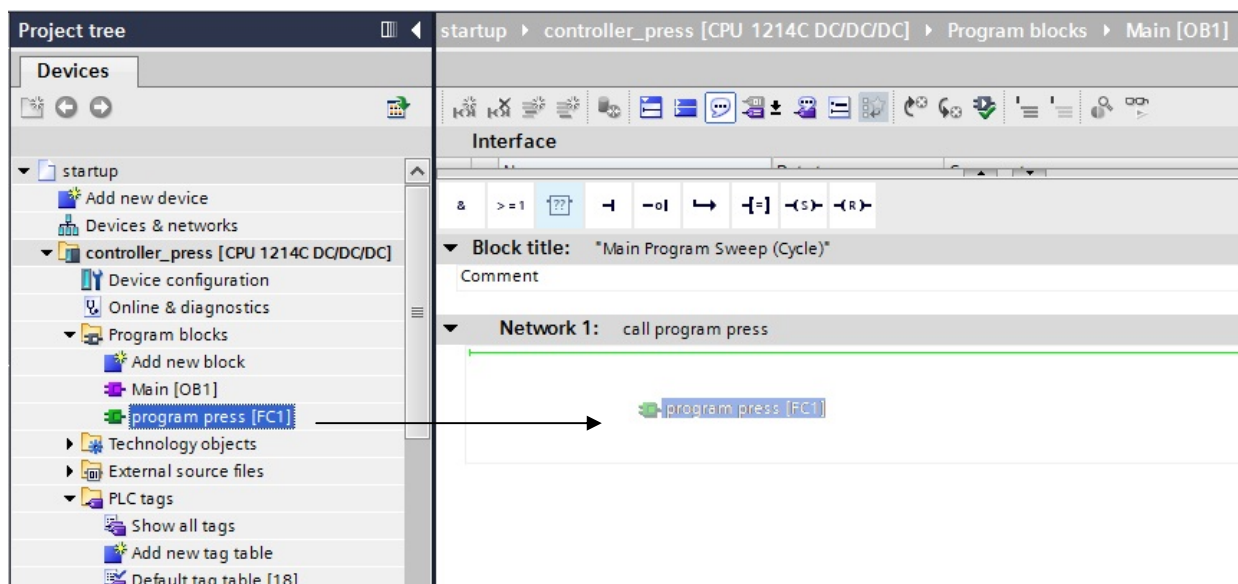 Project tree
startup ▸ controller_press [CPU 1214C DC/DC/DC] ▸ Program blocks ▸ Main [OB1]
Devices
Interface
startup
Add new device
Devices & networks
controller_press [CPU 1214C DC/DC/DC]
Device configuration
Online & diagnostics
Program blocks
Add new block
Main [OB1]
program press [FC1]
Technology objects
External source files
PLC tags
Show all tags
Add new tag table
Default tag table [18]
& >=1 ?? -| -o| -[=] -(S)- -(R)-
Block title: "Main Program Sweep (Cycle)"
Comment
Network 1: call program press
program press [FC1]